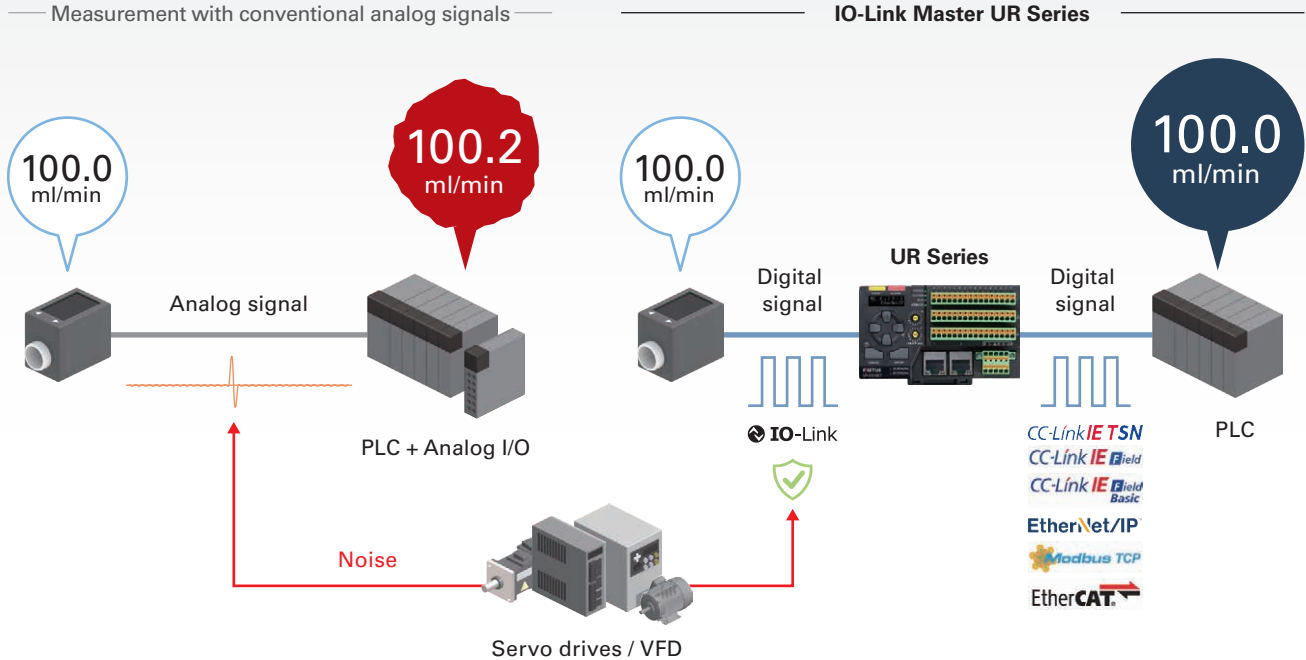 Measurement with conventional analog signals
IO-Link Master UR Series
100.0
ml/min
100.2
ml/min
100.0
ml/min
100.0
ml/min
Analog signal
Digital
signal
UR Series
Digital
signal
PLC + Analog I/O
IO-Link
CC-Link IE TSN
CC-Link IE Field
CC-Link IE Field
Basic
EtherNet/IP
Modbus TCP
EtherCAT®
PLC
Noise
Servo drives / VFD